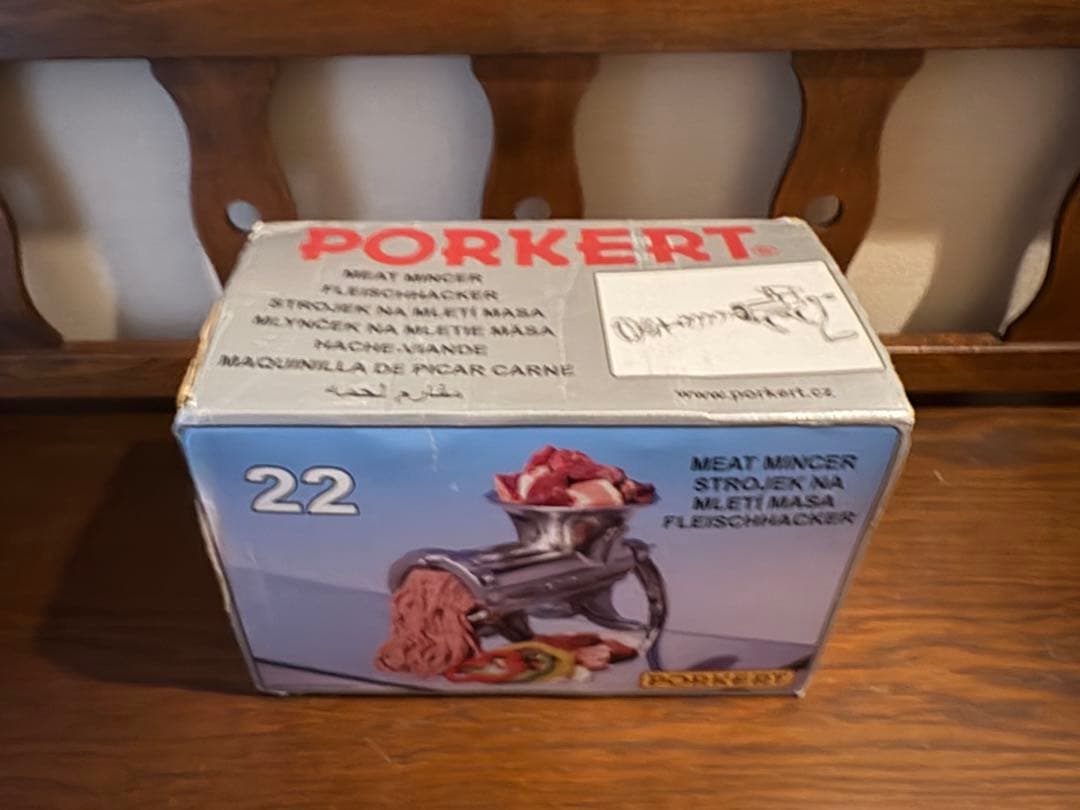 PORKERT®
MEAT MINCER
FLEISCHHACKER
STROJEK NA MLETÍ MASA
MLYNČEK NA MLETIE MÄSA
HACHE-VIANDE
MAQUINILLA DE PICAR CARNE
www.porkert.cz
22
MEAT MINCER
STROJEK NA
MLETÍ MASA
FLEISCHHACKER
PORKERT